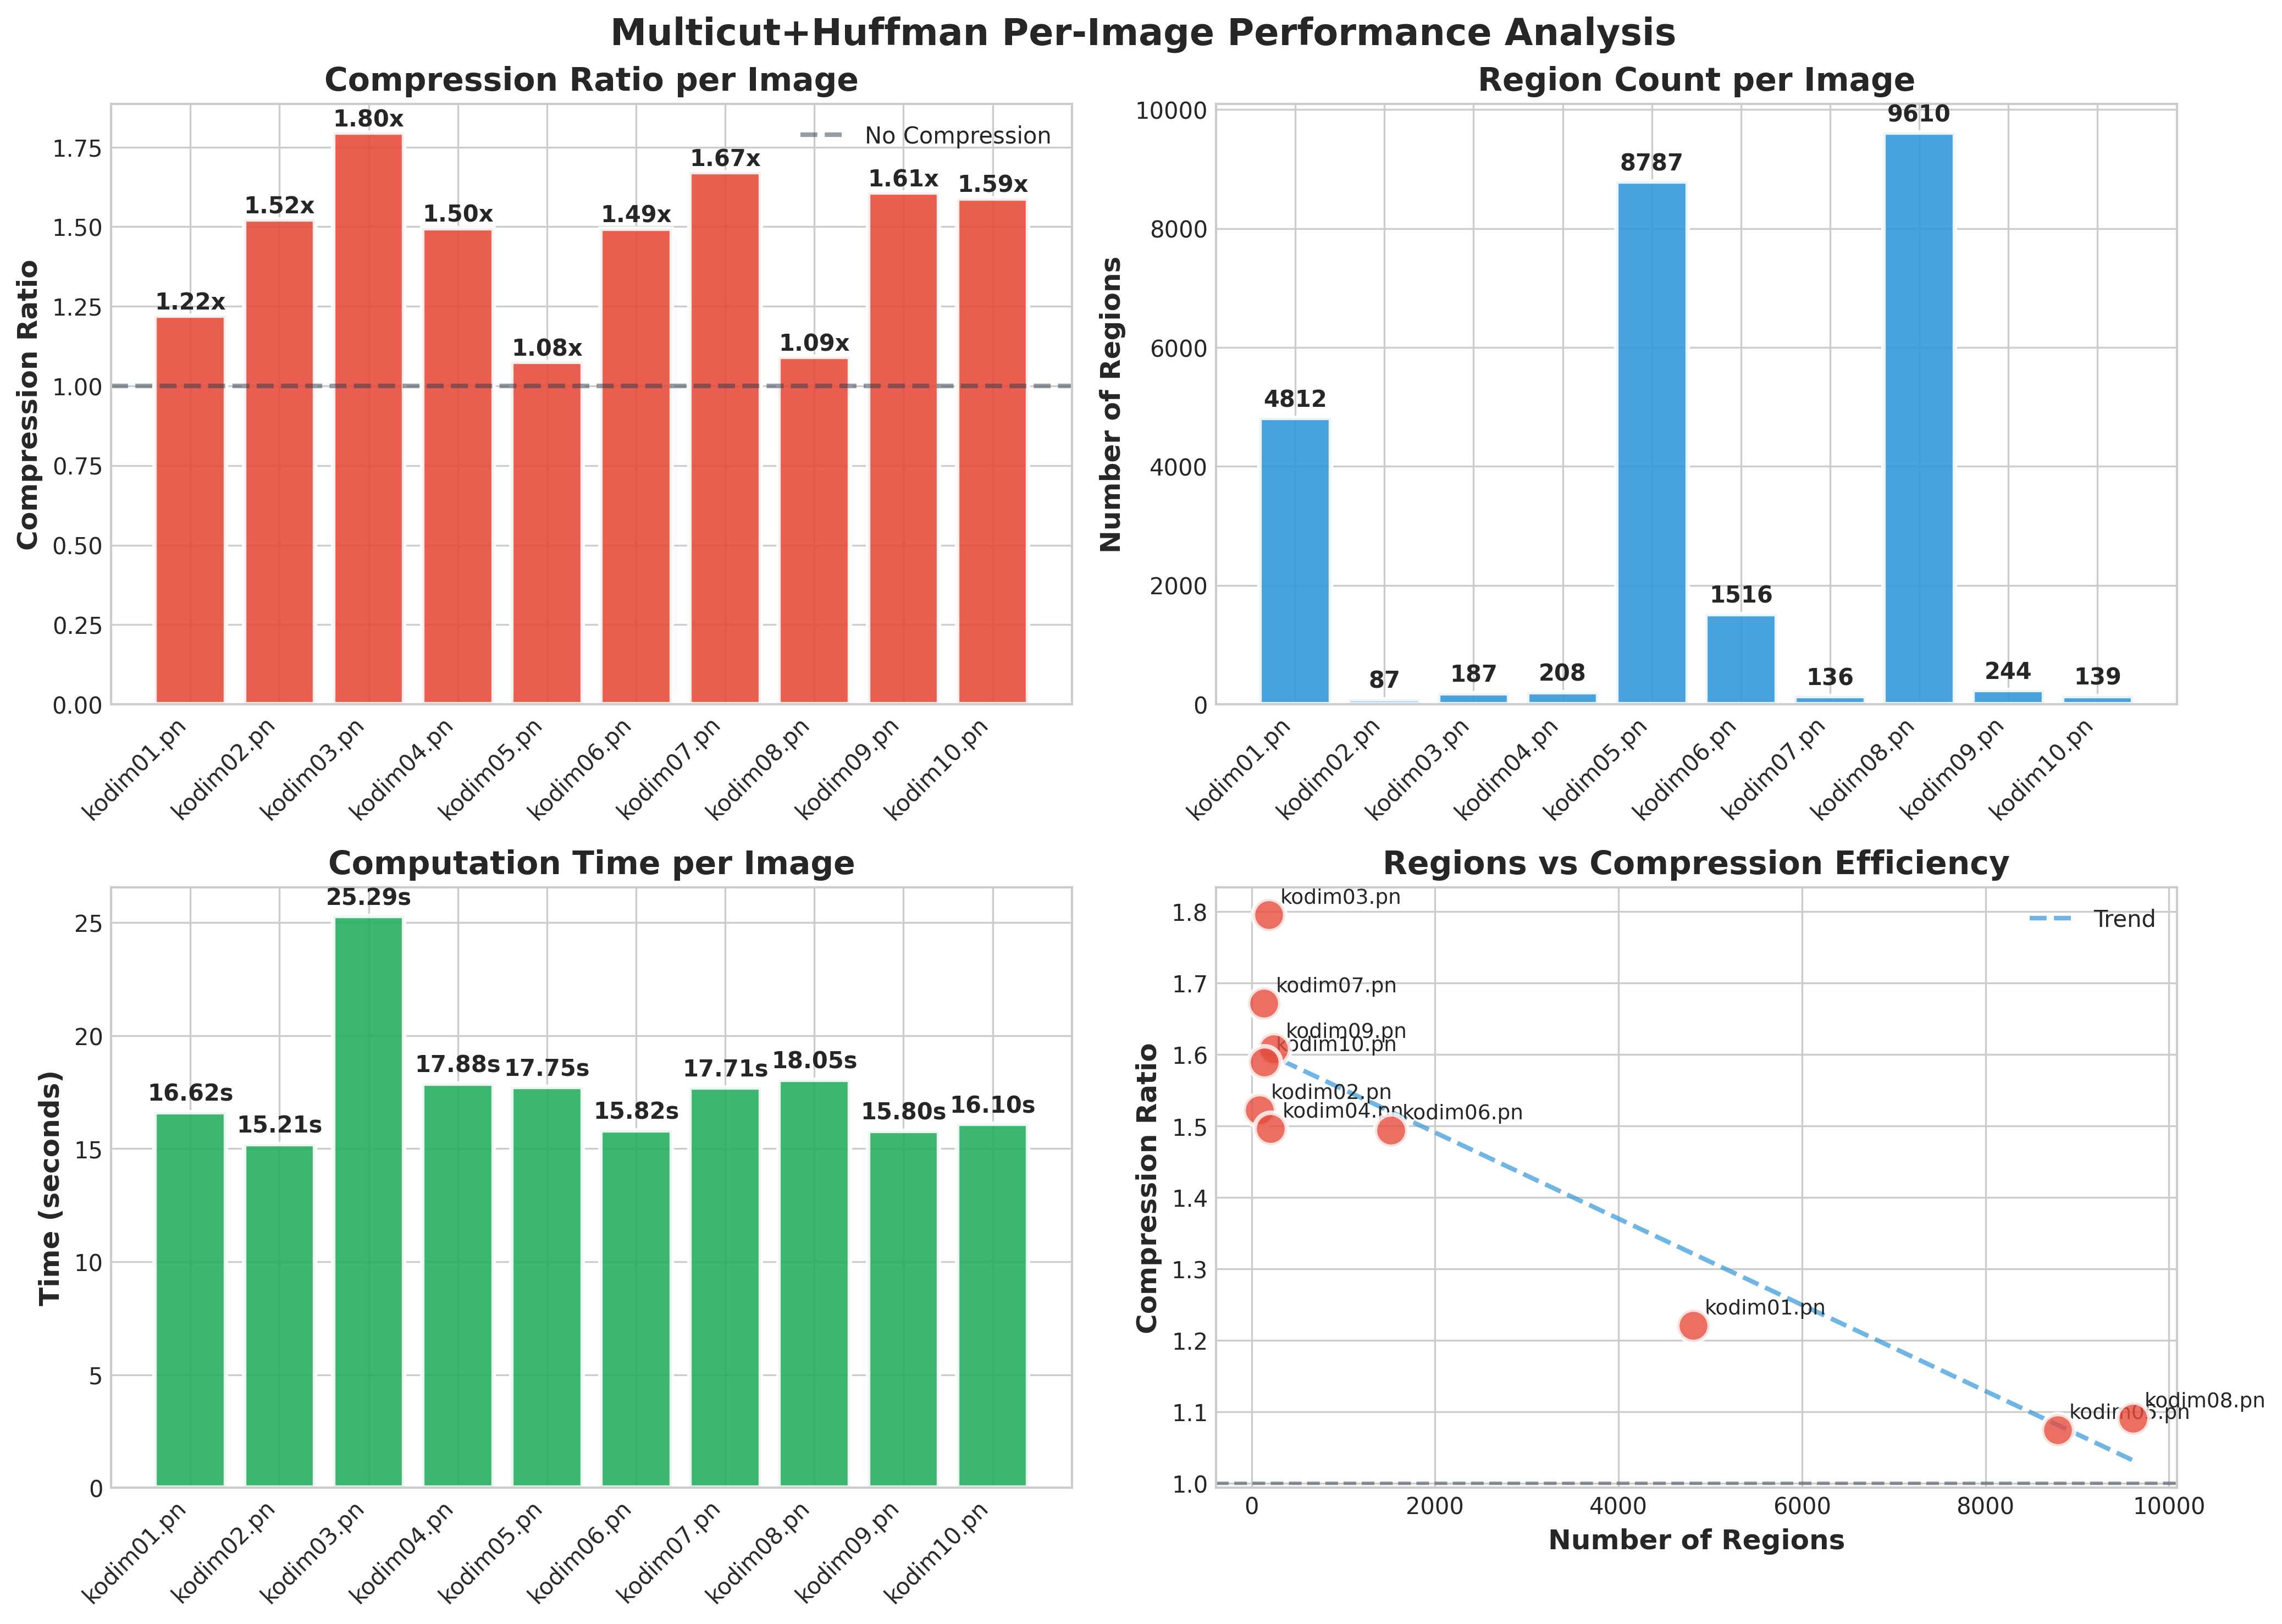 Multicut+Huffman Per-Image Performance Analysis
Compression Ratio per Image
Compression Ratio
1.75
1.50
1.25
1.00
0.75
0.50
0.25
0.00
1.22x
1.52x
1.80x
1.50x
1.08x
1.49x
1.67x
1.09x
1.61x
1.59x
No Compression
kodim01.pn
kodim02.pn
kodim03.pn
kodim04.pn
kodim05.pn
kodim06.pn
kodim07.pn
kodim08.pn
kodim09.pn
kodim10.pn
Region Count per Image
Number of Regions
10000
8000
6000
4000
2000
0
4812
87
187
208
8787
1516
136
9610
244
139
kodim01.pn
kodim02.pn
kodim03.pn
kodim04.pn
kodim05.pn
kodim06.pn
kodim07.pn
kodim08.pn
kodim09.pn
kodim10.pn
Computation Time per Image
Time (seconds)
25
20
15
10
5
0
16.62s
15.21s
25.29s
17.88s
17.75s
15.82s
17.71s
18.05s
15.80s
16.10s
kodim01.pn
kodim02.pn
kodim03.pn
kodim04.pn
kodim05.pn
kodim06.pn
kodim07.pn
kodim08.pn
kodim09.pn
kodim10.pn
Regions vs Compression Efficiency
Compression Ratio
1.8
1.7
1.6
1.5
1.4
1.3
1.2
1.1
1.0
kodim03.pn
Trend
kodim07.pn
kodim09.pn
kodim10.pn
kodim02.pn
kodim04.pn
kodim06.pn
kodim01.pn
kodim08.pn
kodim05.pn
0
2000
4000
6000
8000
10000
Number of Regions